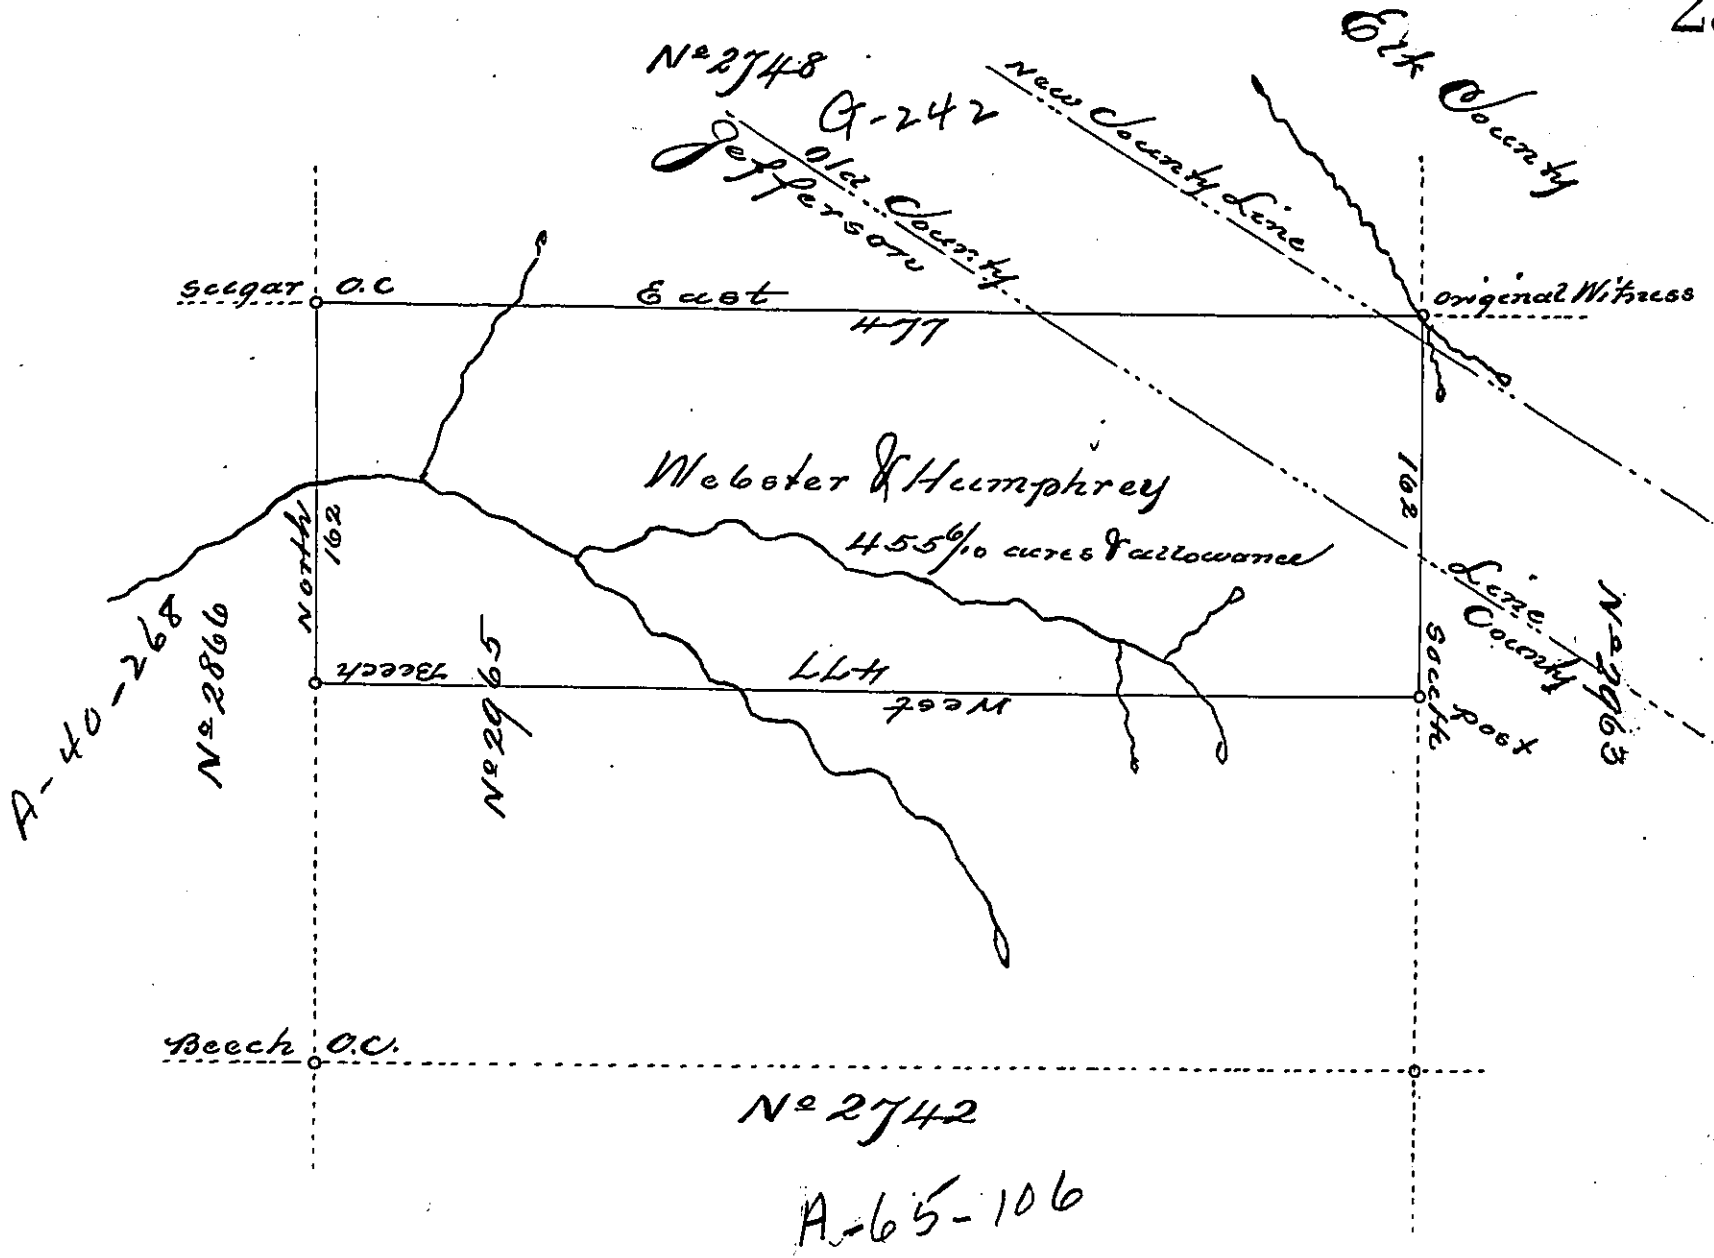 Elk County
Nº 2748
G-242
New County Line
Old County Line
Jefferson County
Sugar O.C
East
477
original Witness
162
South
Webster & Humphrey
455 6/10 acres & allowance
North
162
A-40-268
Nº 2866
Nº 2965
Beech
477
West
Post
Nº 2963
Beech O.C.
Nº 2742
A-65-106